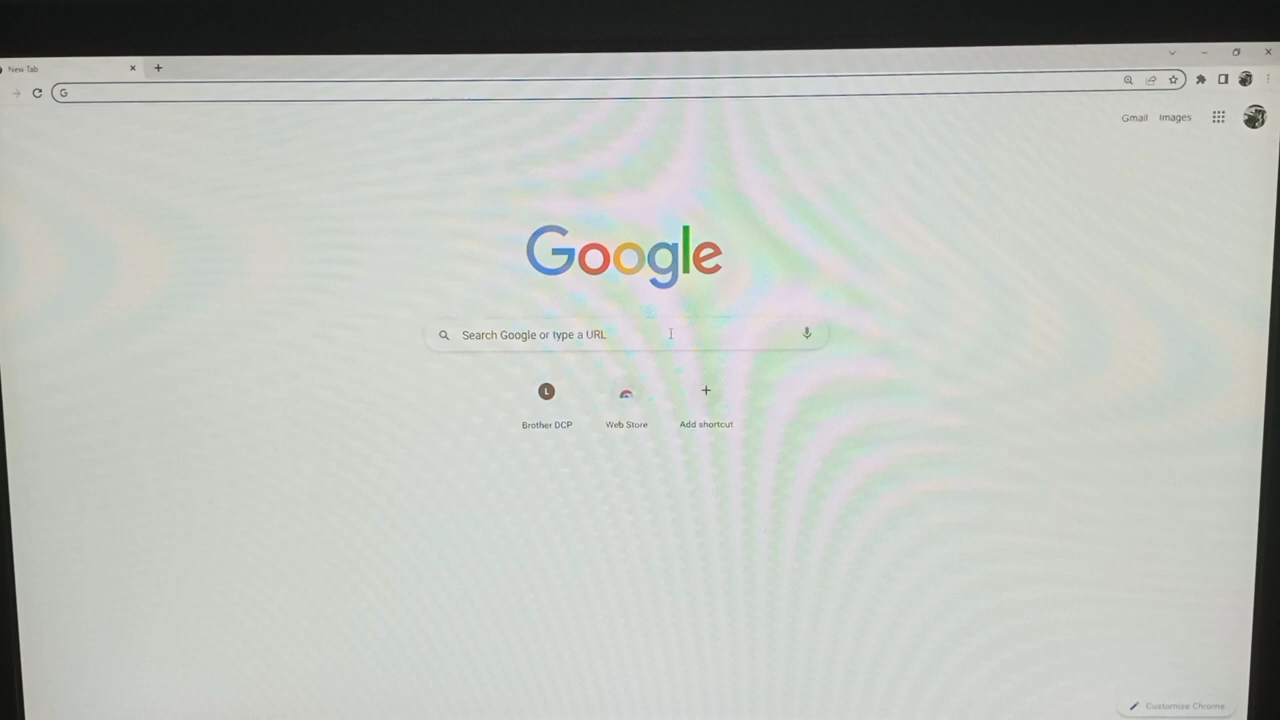 New Tab
G
Gmail Images
Google
Search Google or type a URL
L
Brother DCP Web Store Add shortcut
Customize Chrome